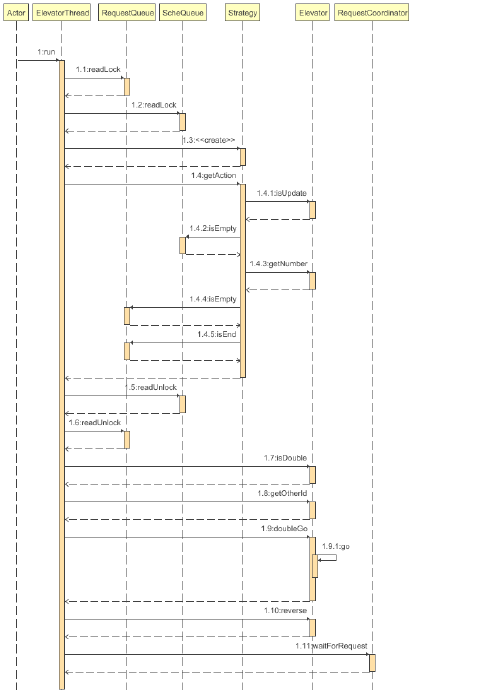 Actor ElevatorThread RequestQueue ScheQueue Strategy Elevator RequestCoordinator
1:run
1.1:readLock
1.2:readLock
1.3:<<create>>
1.4:getAction
1.4.1:isUpdate
1.4.2:isEmpty
1.4.3:getNumber
1.4.4:isEmpty
1.4.5:isEnd
1.5:readUnlock
1.6:readUnlock
1.7:isDouble
1.8:getOtherId
1.9:doubleGo
1.9.1:go
1.10:reverse
1.11:waitForRequest